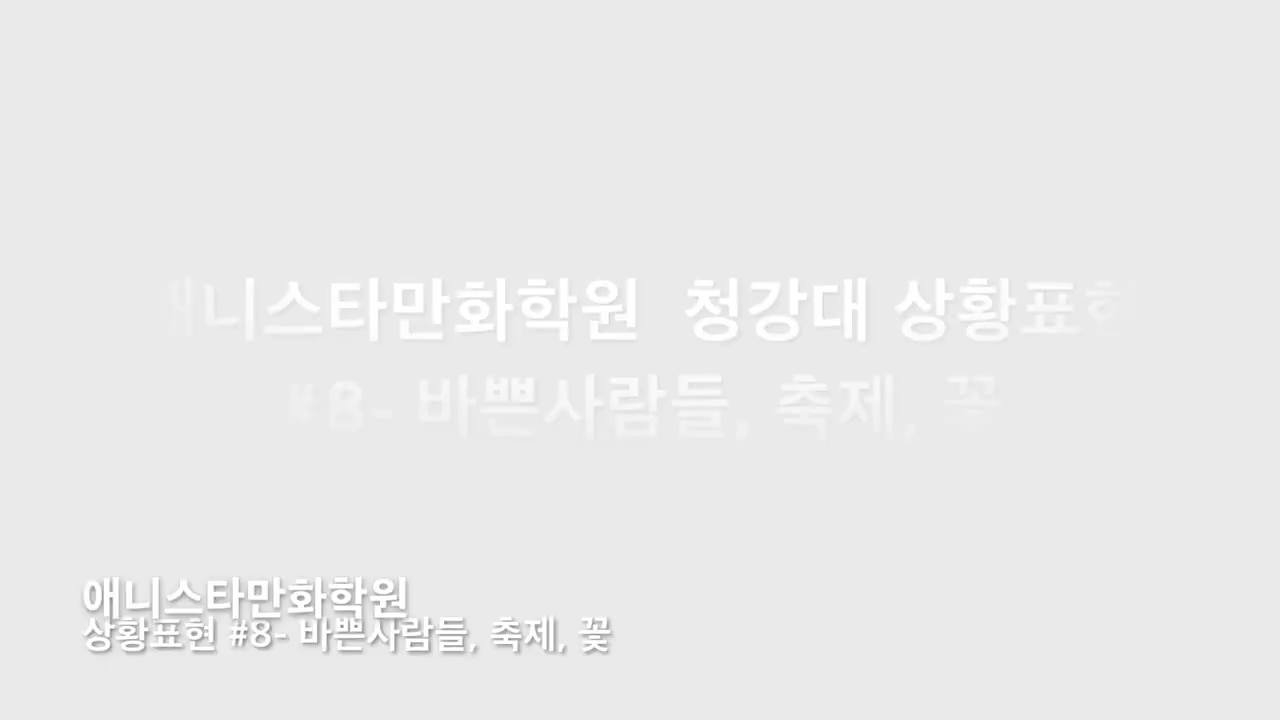 애니스타만화학원 청강대 상황표현
#8- 바쁜사람들, 축제, 꽃
애니스타만화학원
상황표현 #8- 바쁜사람들, 축제, 꽃